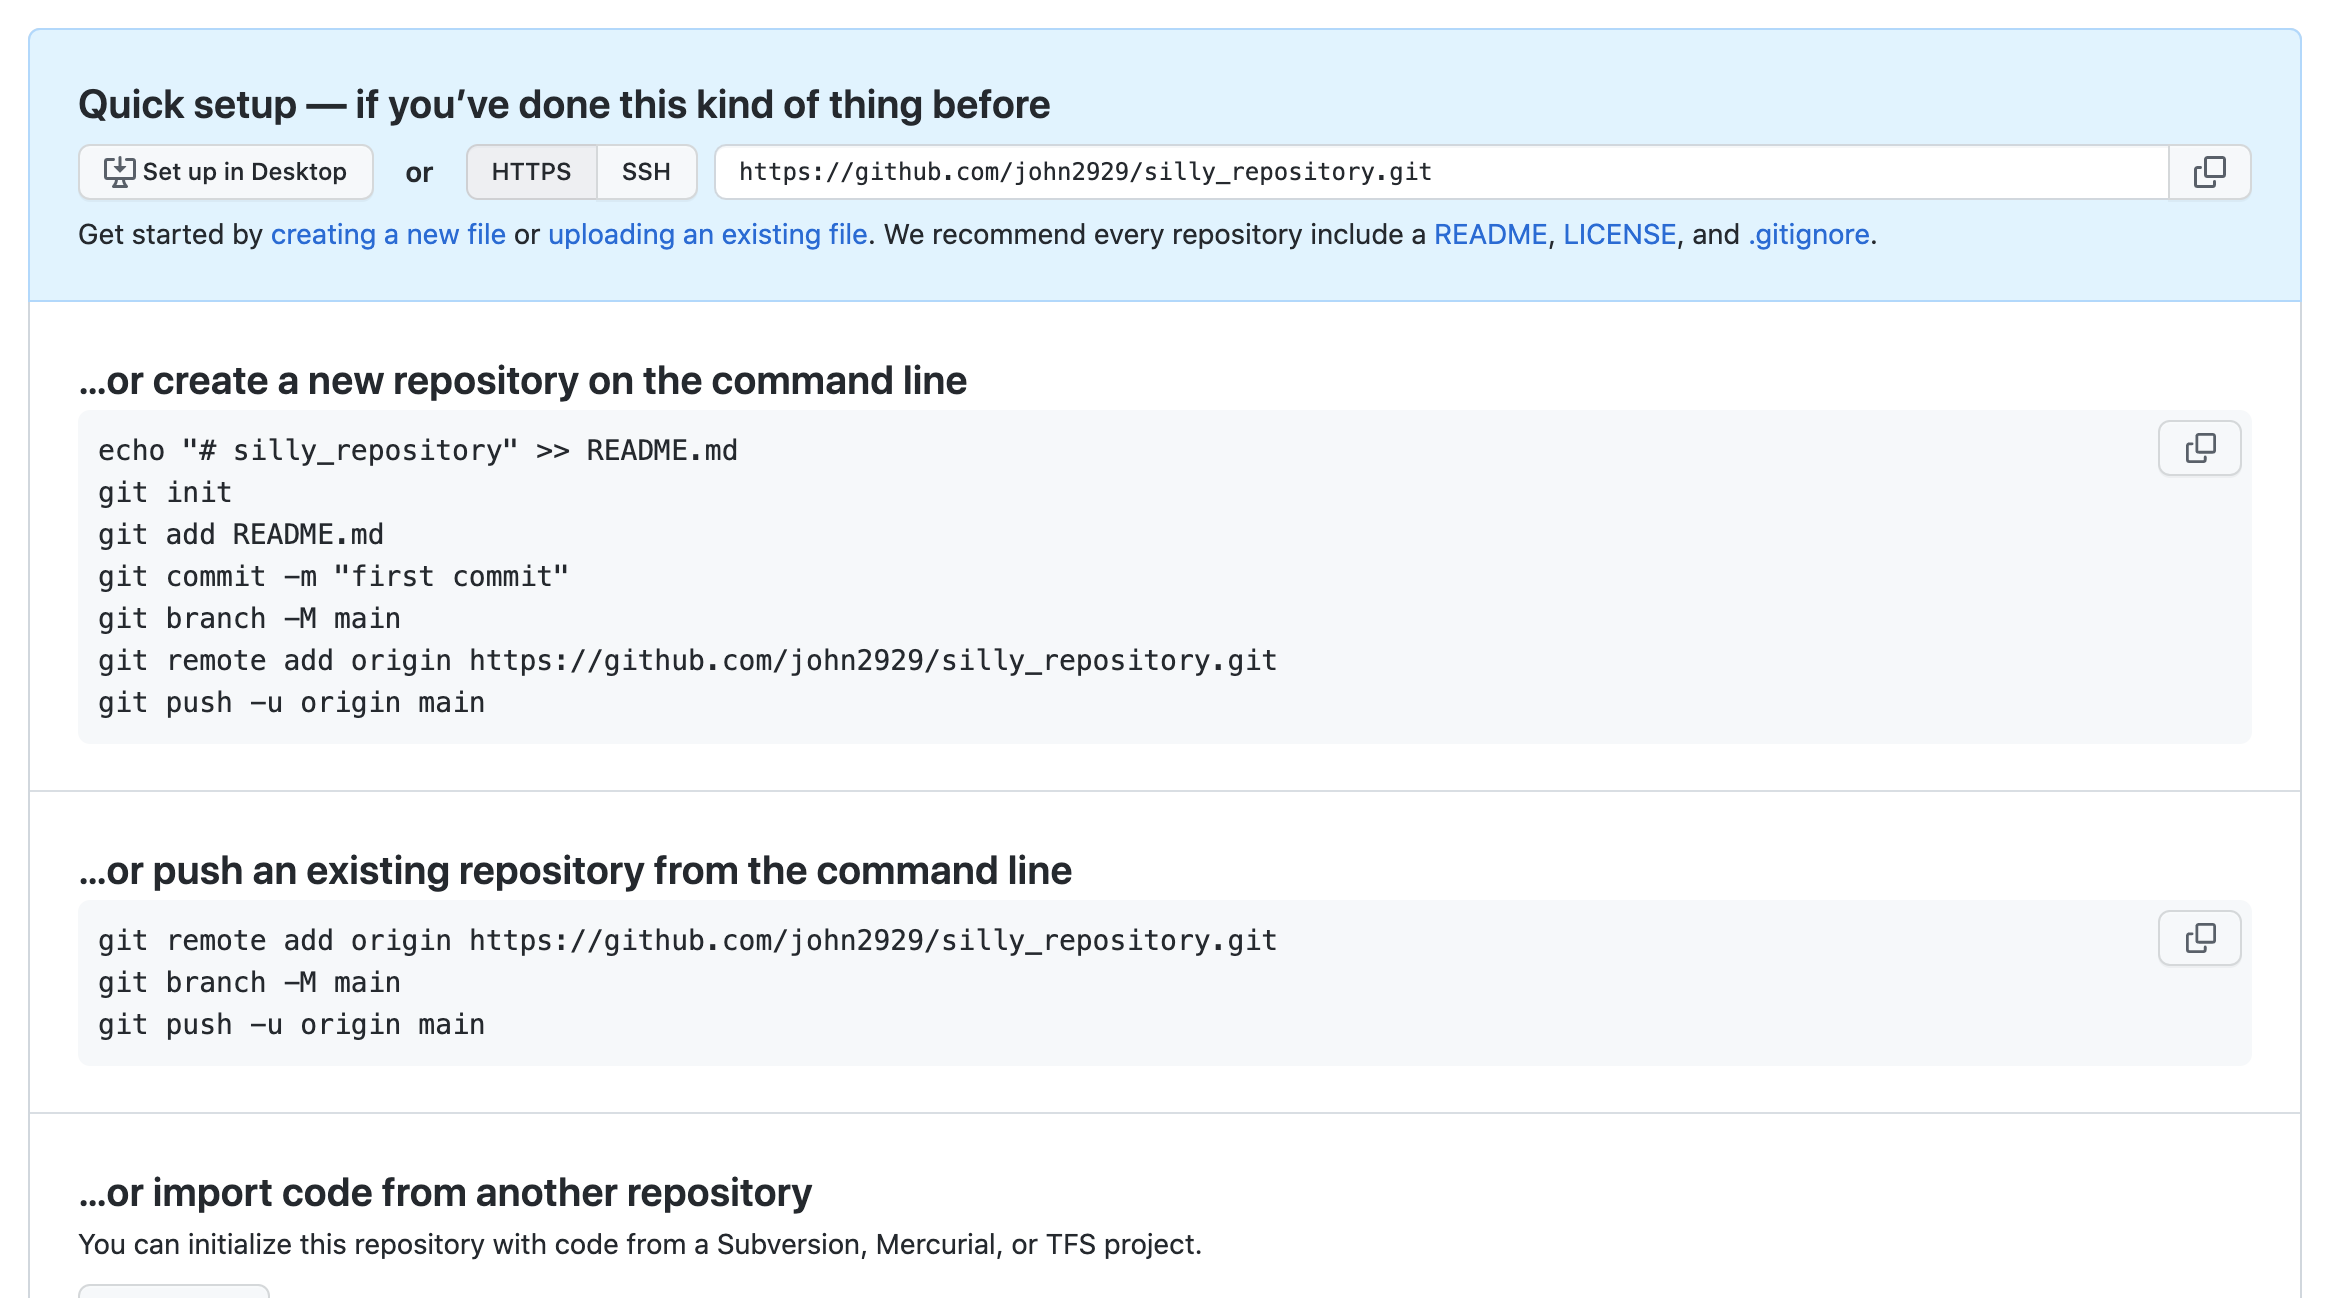 Quick setup — if you’ve done this kind of thing before
Set up in Desktop or HTTPS SSH https://github.com/john2929/silly_repository.git
Get started by creating a new file or uploading an existing file. We recommend every repository include a README, LICENSE, and .gitignore.
…or create a new repository on the command line
echo "# silly_repository" >> README.md
git init
git add README.md
git commit -m "first commit"
git branch -M main
git remote add origin https://github.com/john2929/silly_repository.git
git push -u origin main
…or push an existing repository from the command line
git remote add origin https://github.com/john2929/silly_repository.git
git branch -M main
git push -u origin main
…or import code from another repository
You can initialize this repository with code from a Subversion, Mercurial, or TFS project.